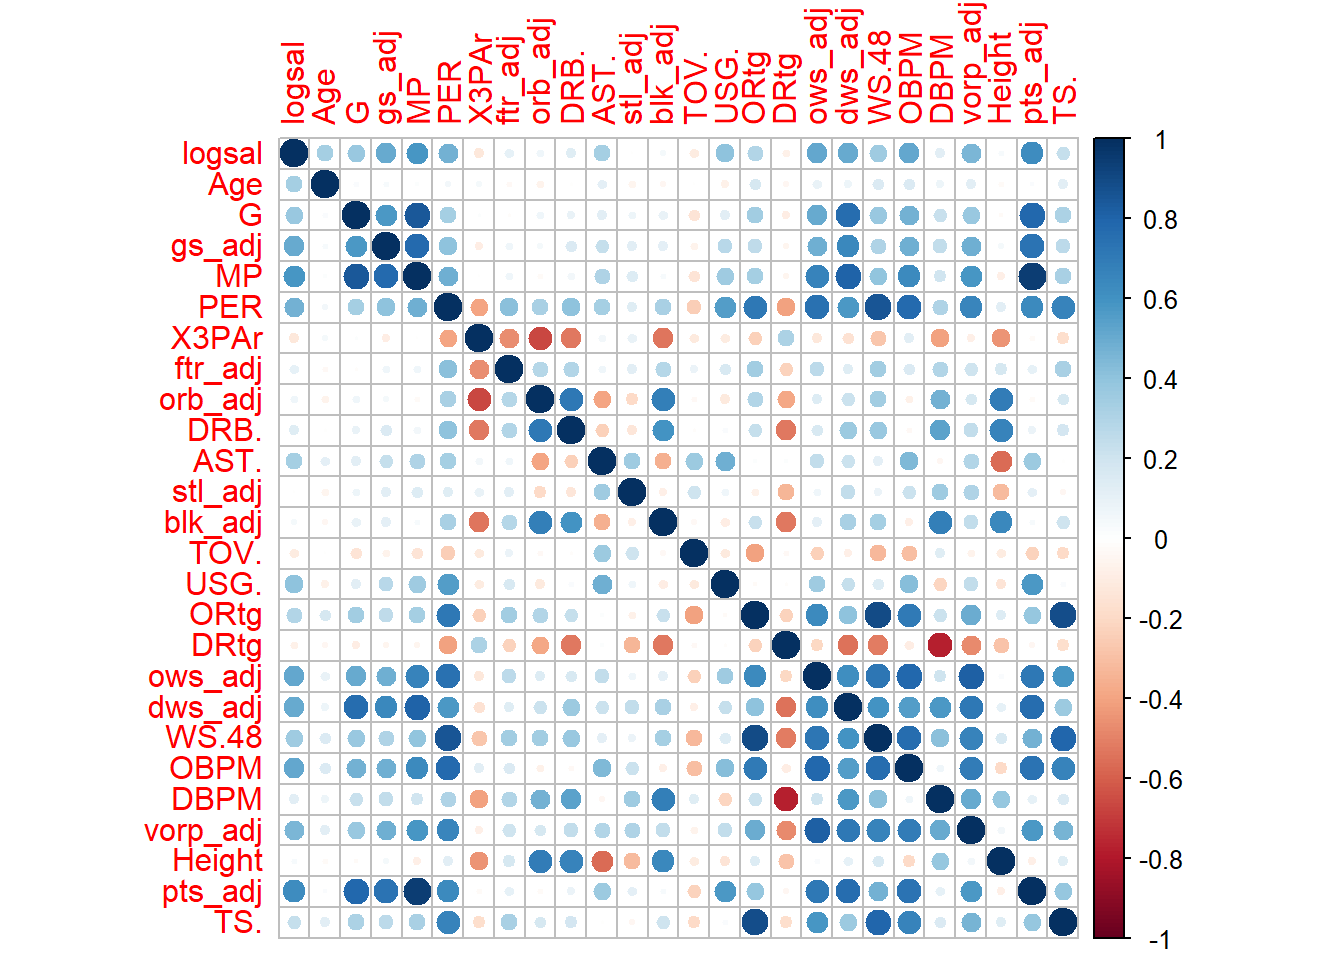 logsal
Age
G
gs_adj
MP
PER
X3PAr
ftr_adj
orb_adj
DRB.
AST.
stl_adj
blk_adj
TOV.
USG.
ORtg
DRtg
ows_adj
dws_adj
WS.48
OBPM
DBPM
vorp_adj
Height
pts_adj
TS.
logsal
Age
G
gs_adj
MP
PER
X3PAr
ftr_adj
orb_adj
DRB.
AST.
stl_adj
blk_adj
TOV.
USG.
ORtg
DRtg
ows_adj
dws_adj
WS.48
OBPM
DBPM
vorp_adj
Height
pts_adj
TS.
1
0.8
0.6
0.4
0.2
0
-0.2
-0.4
-0.6
-0.8
-1